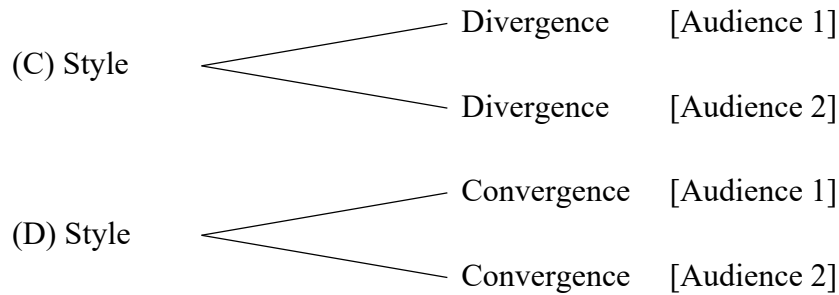 Divergence [Audience 1]
(C) Style
Divergence [Audience 2]
Convergence [Audience 1]
(D) Style
Convergence [Audience 2]